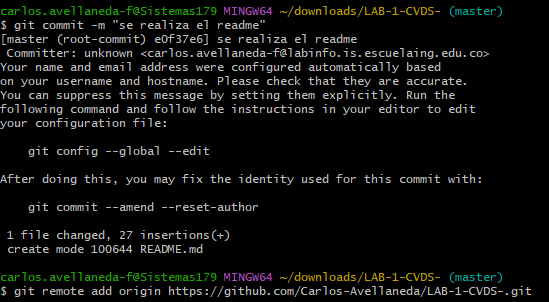 carlos.avellaneda-f@Sistemas179 MINGW64 ~/downloads/LAB-1-CVDS- (master)
$ git commit -m "se realiza el readme"
[master (root-commit) e0f37e6] se realiza el readme
 Committer: unknown <carlos.avellaneda-f@labinfo.is.escuelaing.edu.co>
Your name and email address were configured automatically based
on your username and hostname. Please check that they are accurate.
You can suppress this message by setting them explicitly. Run the
following command and follow the instructions in your editor to edit
your configuration file:

    git config --global --edit

After doing this, you may fix the identity used for this commit with:

    git commit --amend --reset-author

 1 file changed, 27 insertions(+)
 create mode 100644 README.md

carlos.avellaneda-f@Sistemas179 MINGW64 ~/downloads/LAB-1-CVDS- (master)
$ git remote add origin https://github.com/Carlos-Avellaneda/LAB-1-CVDS-.git